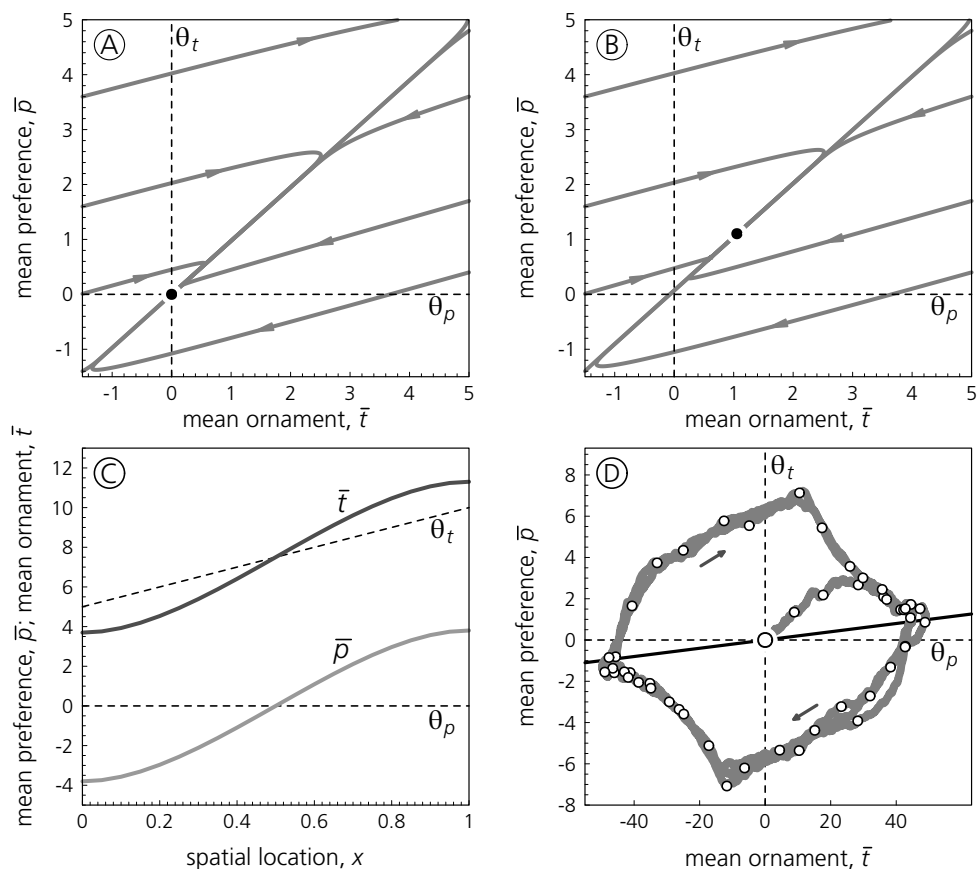 A
θt
5
4
3
2
1
0
-1
mean preference, p̄
θp
-1 0 1 2 3 4 5
mean ornament, t̄
B
θt
5
4
3
2
1
0
-1
mean preference, p̄
θp
-1 0 1 2 3 4 5
mean ornament, t̄
C
12
10
8
6
4
2
0
-2
-4
mean preference, p̄; mean ornament, t̄
t̄
θt
p̄
θp
0 0.2 0.4 0.6 0.8 1
spatial location, x
D
θt
8
6
4
2
0
-2
-4
-6
-8
mean preference, p̄
θp
-40 -20 0 20 40
mean ornament, t̄